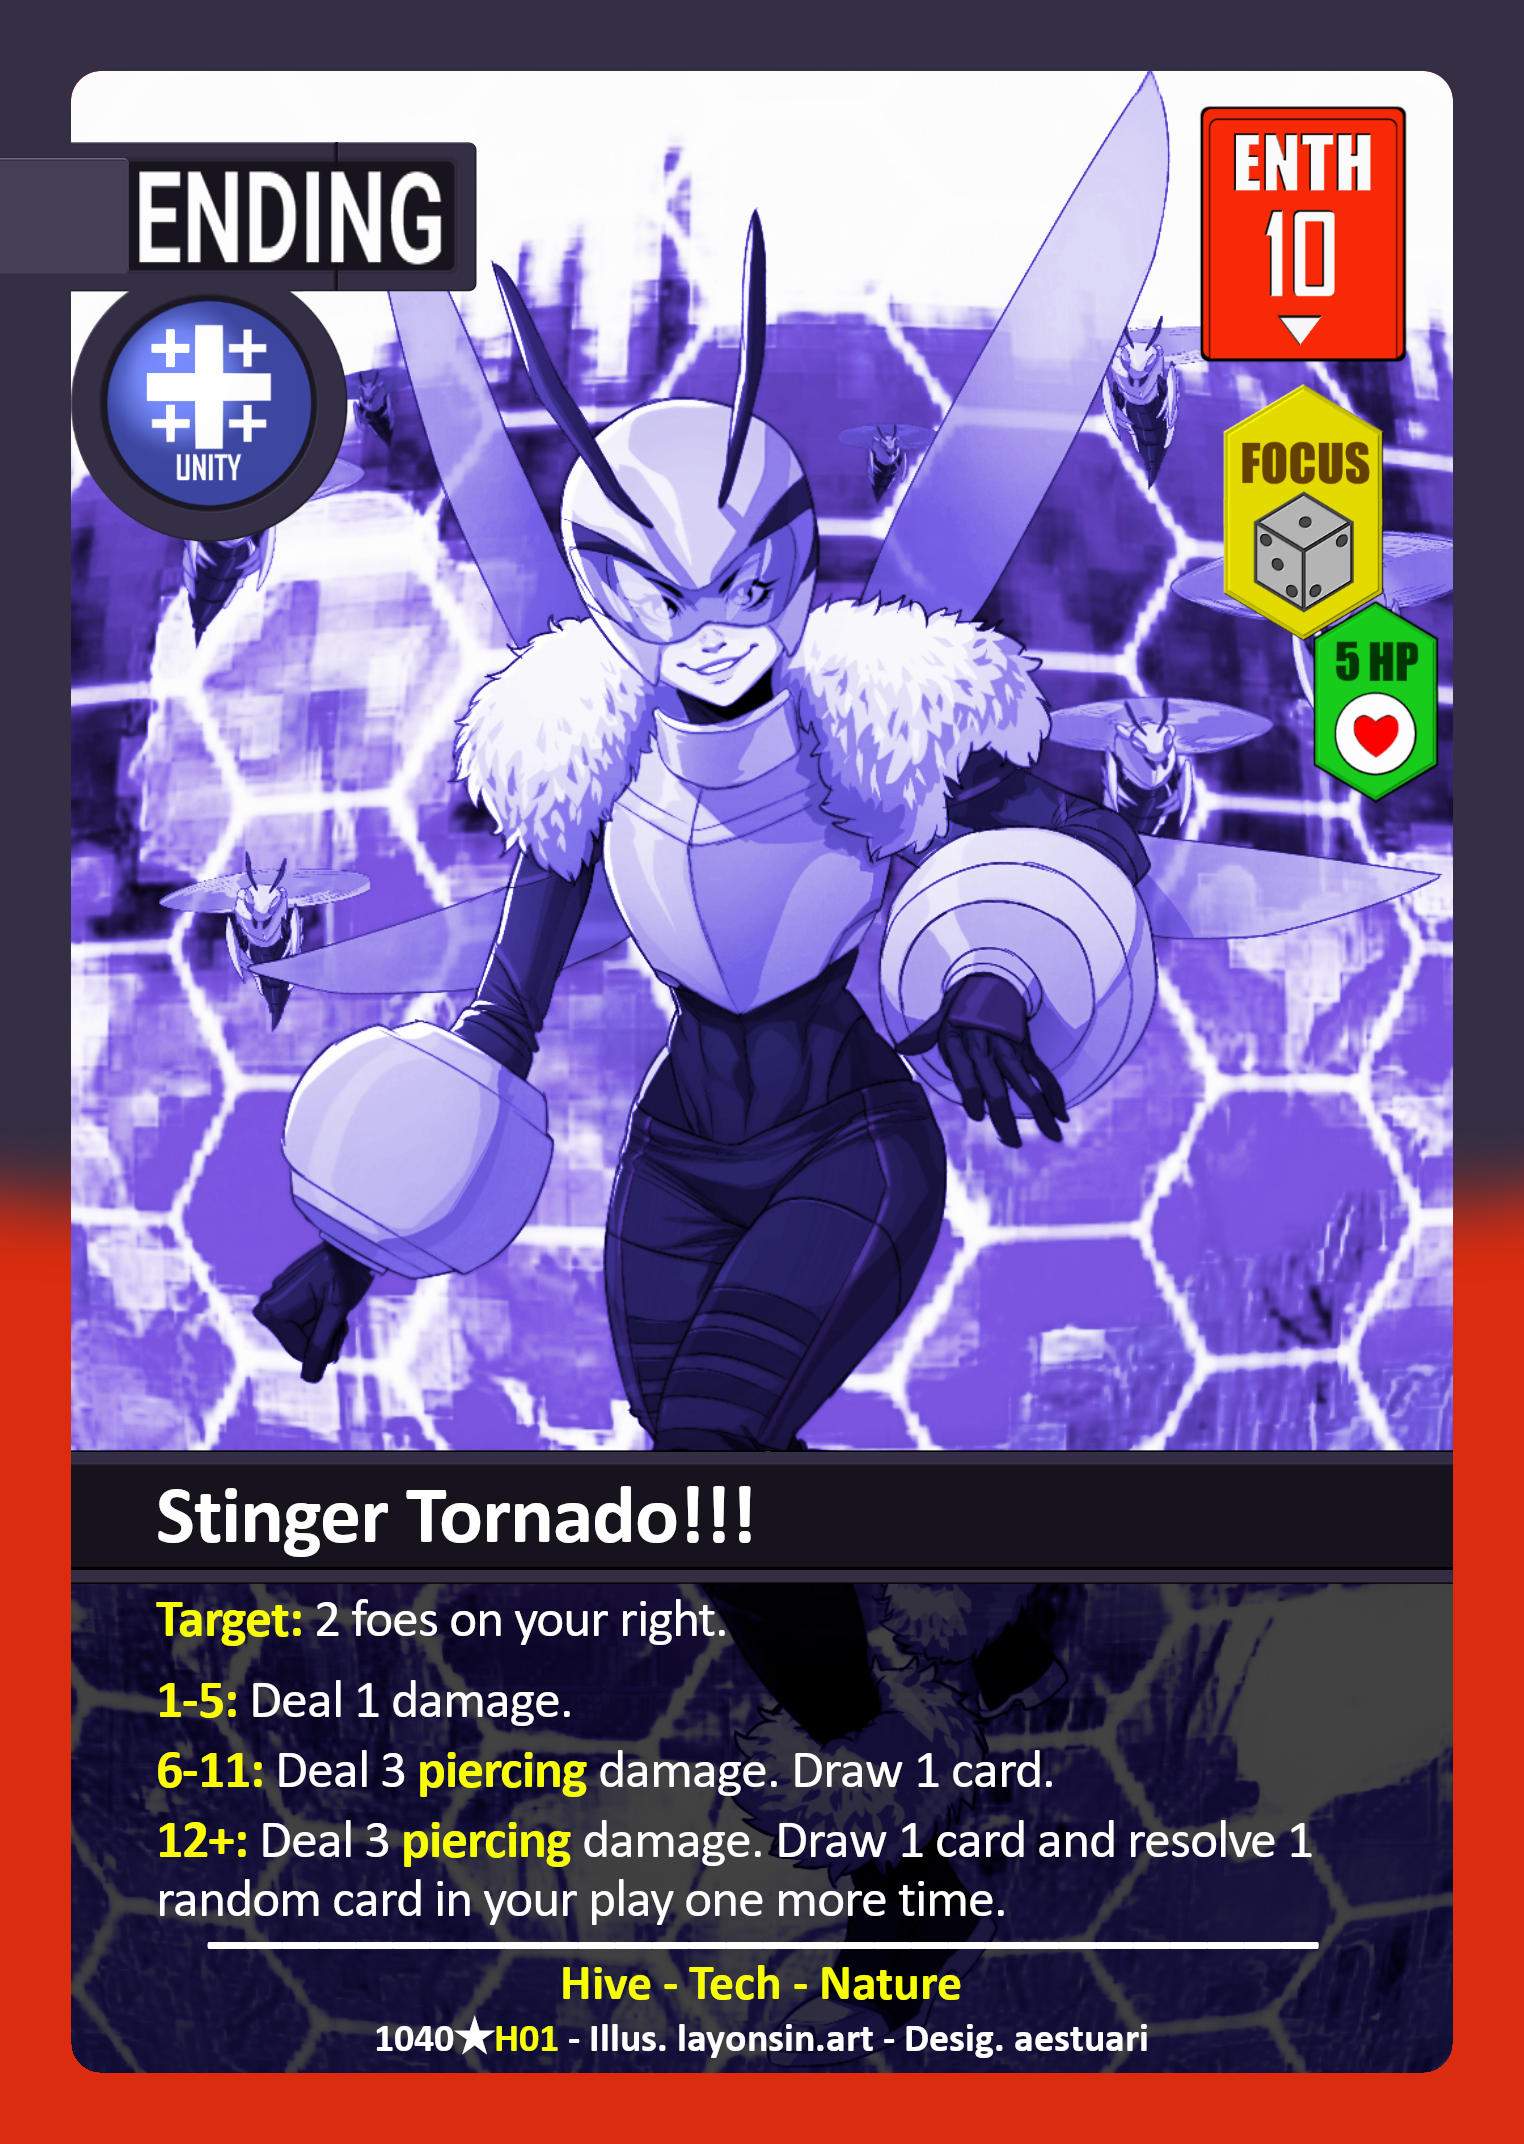 ENDING
ENTH
10
UNITY
FOCUS
5 HP
Stinger Tornado!!!
Target: 2 foes on your right.
1-5: Deal 1 damage.
6-11: Deal 3 piercing damage. Draw 1 card.
12+: Deal 3 piercing damage. Draw 1 card and resolve 1
random card in your play one more time.
Hive - Tech - Nature
1040★H01 - Illus. layonsin.art - Desig. aestuari